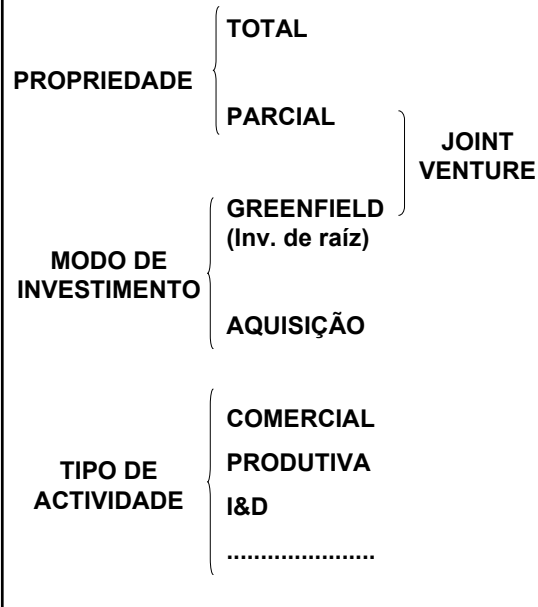 PROPRIEDADE
TOTAL
PARCIAL
JOINT
VENTURE
MODO DE
INVESTIMENTO
GREENFIELD
(Inv. de raíz)
AQUISIÇÃO
TIPO DE
ACTIVIDADE
COMERCIAL
PRODUTIVA
I&D
......................